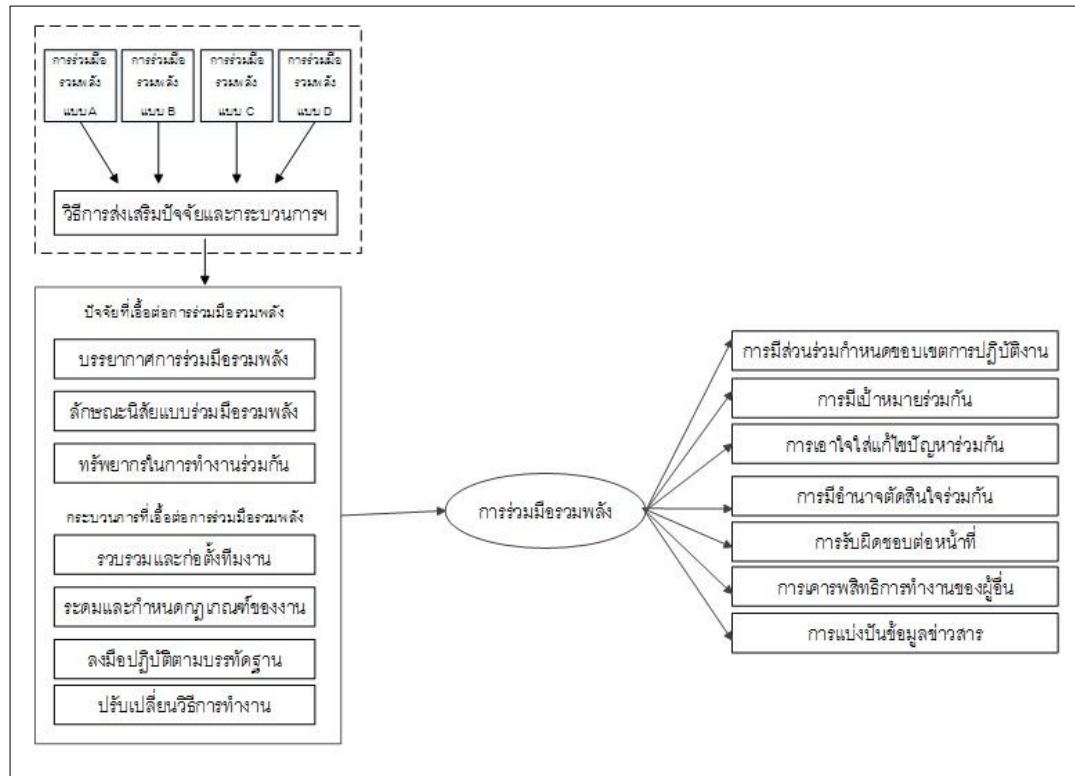 การร่วมมือ
รวมพลัง
แบบ A
การร่วมมือ
รวมพลัง
แบบ B
การร่วมมือ
รวมพลัง
แบบ C
การร่วมมือ
รวมพลัง
แบบ D
วิธีการส่งเสริมปัจจัยและกระบวนการฯ
ปัจจัยที่เอื้อต่อการร่วมมือรวมพลัง
บรรยากาศการร่วมมือรวมพลัง
ลักษณะนิสัยแบบร่วมมือรวมพลัง
ทรัพยากรในการทำงานร่วมกัน
กระบวนการที่เอื้อต่อการร่วมมือรวมพลัง
รวบรวมและก่อตั้งทีมงาน
ระดมและกำหนดกฎเกณฑ์ของงาน
ลงมือปฏิบัติตามบรรทัดฐาน
ปรับเปลี่ยนวิธีการทำงาน
การร่วมมือรวมพลัง
การมีส่วนร่วมกำหนดขอบเขตการปฏิบัติงาน
การมีเป้าหมายร่วมกัน
การเอาใจใส่แก้ไขปัญหาร่วมกัน
การมีอำนาจตัดสินใจร่วมกัน
การรับผิดชอบต่อหน้าที่
การเคารพสิทธิการทำงานของผู้อื่น
การแบ่งปันข้อมูลข่าวสาร